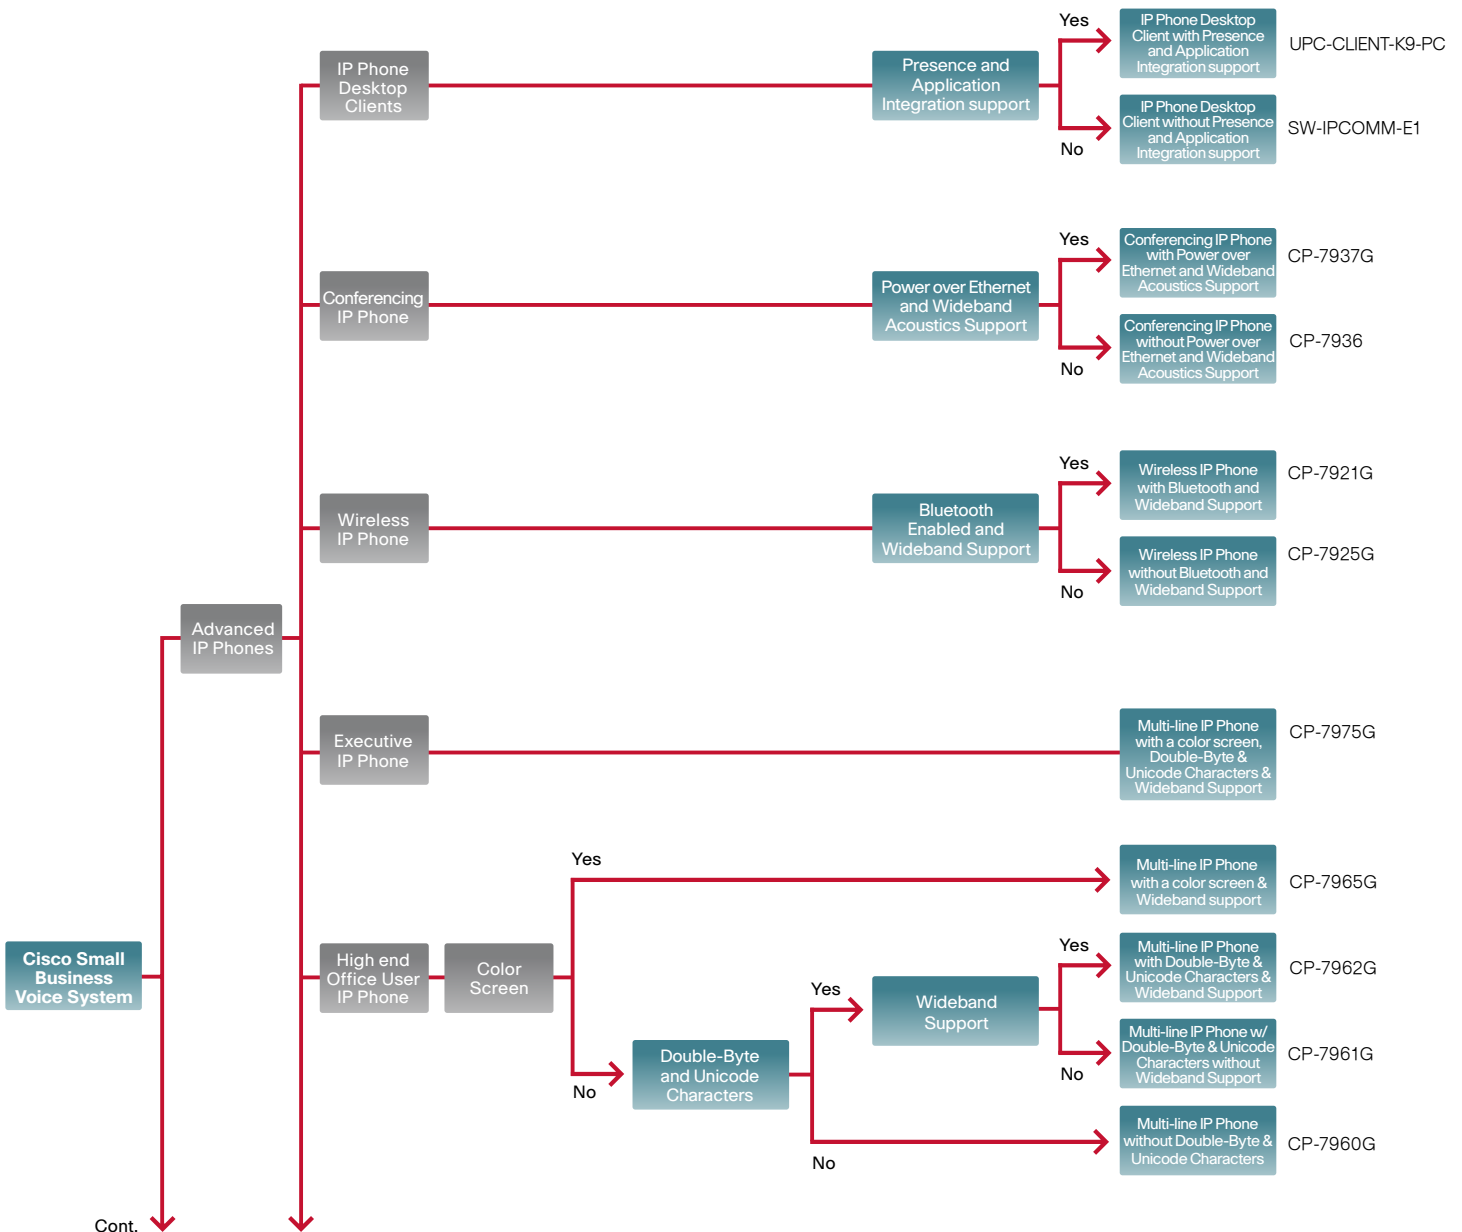 Yes
IP Phone Desktop
Client with Presence
and Application
Integration support
UPC-CLIENT-K9-PC
IP Phone
Desktop
Clients
Presence and
Application
Integration support
No
IP Phone Desktop
Client without Presence
and Application
Integration support
SW-IPCOMM-E1
Conferencing
IP Phone
Power over Ethernet
and Wideband
Acoustics Support
Yes
Conferencing IP Phone
with Power over
Ethernet and Wideband
Acoustics Support
CP-7937G
No
Conferencing IP Phone
without Power over
Ethernet and Wideband
Acoustics Support
CP-7936
Wireless
IP Phone
Bluetooth
Enabled and
Wideband Support
Yes
Wireless IP Phone
with Bluetooth and
Wideband Support
CP-7921G
No
Wireless IP Phone
without Bluetooth and
Wideband Support
CP-7925G
Advanced
IP Phones
Executive
IP Phone
Multi-line IP Phone
with a color screen,
Double-Byte &
Unicode Characters &
Wideband Support
CP-7975G
Yes
Multi-line IP Phone
with a color screen &
Wideband support
CP-7965G
Cisco Small
Business
Voice System
High end
Office User
IP Phone
Color
Screen
No
Double-Byte
and Unicode
Characters
Yes
Wideband
Support
Yes
Multi-line IP Phone
with Double-Byte &
Unicode Characters &
Wideband Support
CP-7962G
No
Multi-line IP Phone w/
Double-Byte & Unicode
Characters without
Wideband Support
CP-7961G
No
Multi-line IP Phone
without Double-Byte &
Unicode Characters
CP-7960G
Cont.